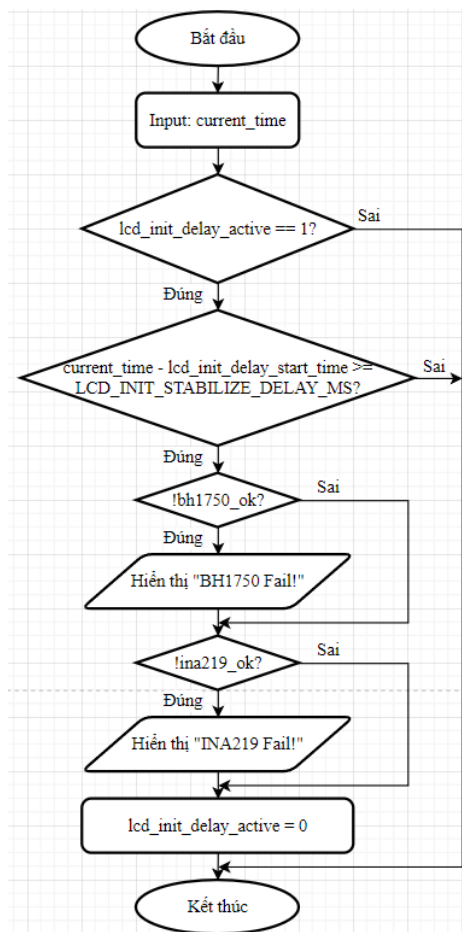 Bắt đầu
Input: current_time
lcd_init_delay_active == 1?
Sai
Đúng
current_time - lcd_init_delay_start_time >=
LCD_INIT_STABILIZE_DELAY_MS?
Sai
Đúng
!bh1750_ok?
Sai
Đúng
Hiển thị "BH1750 Fail!"
!ina219_ok?
Sai
Đúng
Hiển thị "INA219 Fail!"
lcd_init_delay_active = 0
Kết thúc